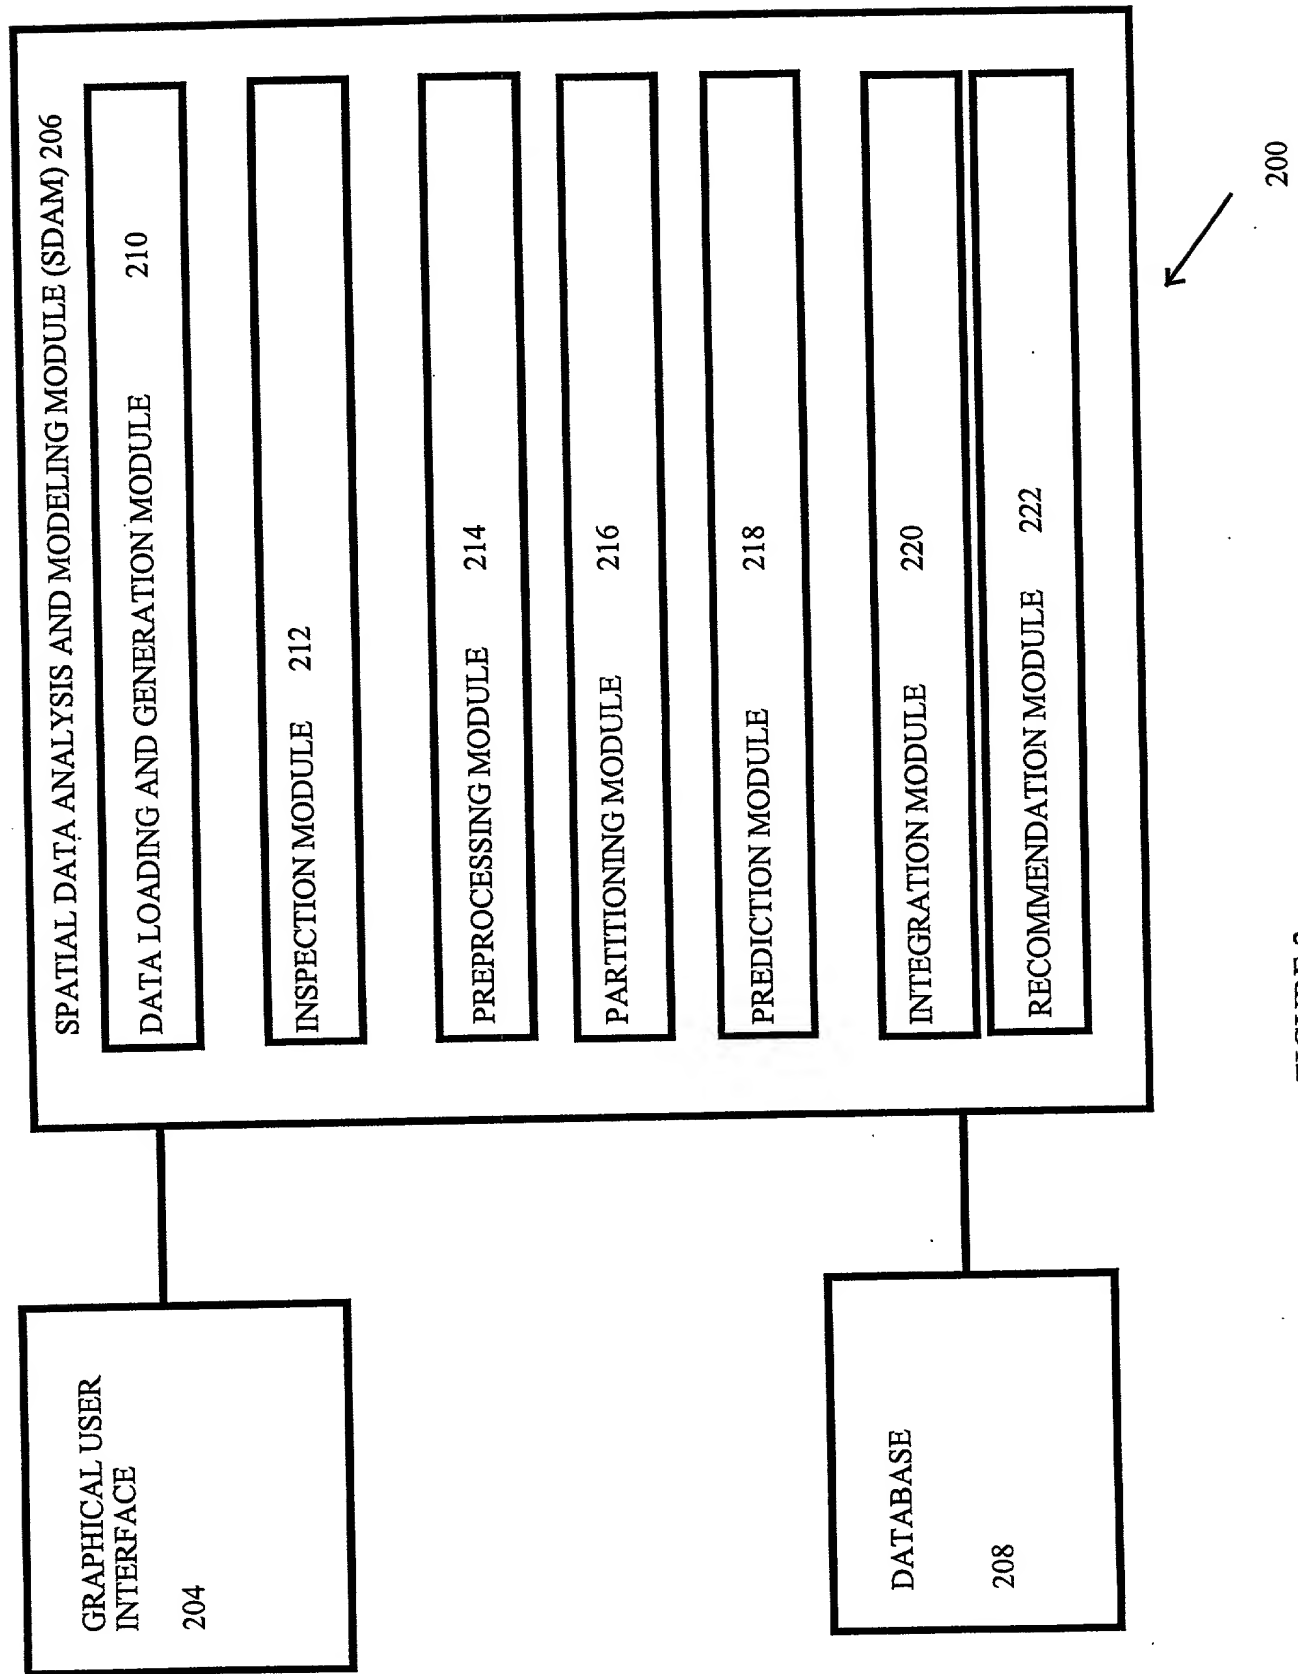 SPATIAL DATA ANALYSIS AND MODELING MODULE (SDAM) 206
DATA LOADING AND GENERATION MODULE 210
INSPECTION MODULE 212
PREPROCESSING MODULE 214
PARTITIONING MODULE 216
PREDICTION MODULE 218
INTEGRATION MODULE 220
RECOMMENDATION MODULE 222
GRAPHICAL USER
INTERFACE
204
DATABASE
208
200